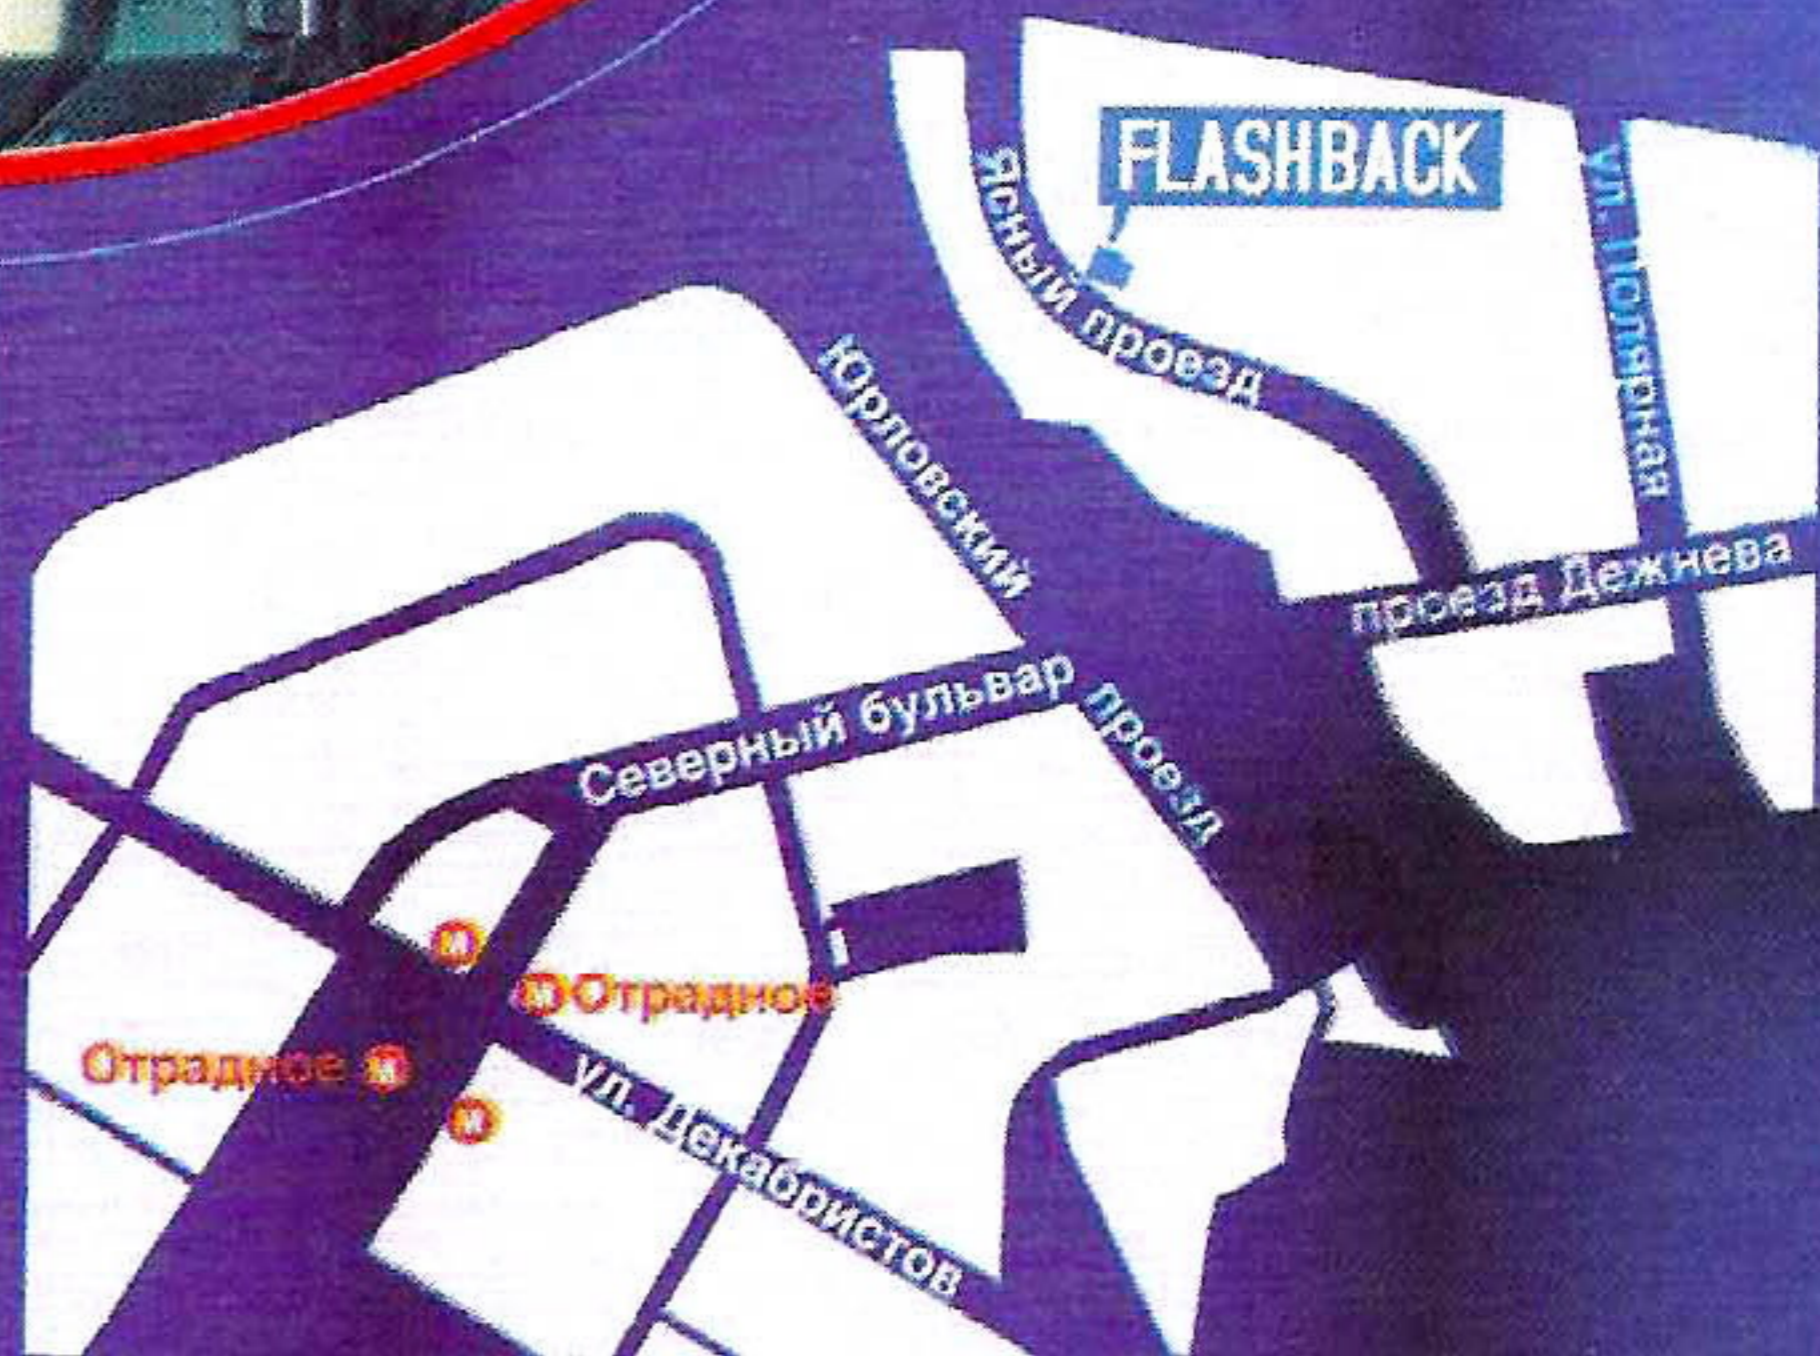 FLASHBACK
Ясный проезд
ул. Полярная
Юрловский
проезд
проезд Дежнева
Северный бульвар
М
М Отрадное
Отрадное М
М
ул. Декабристов